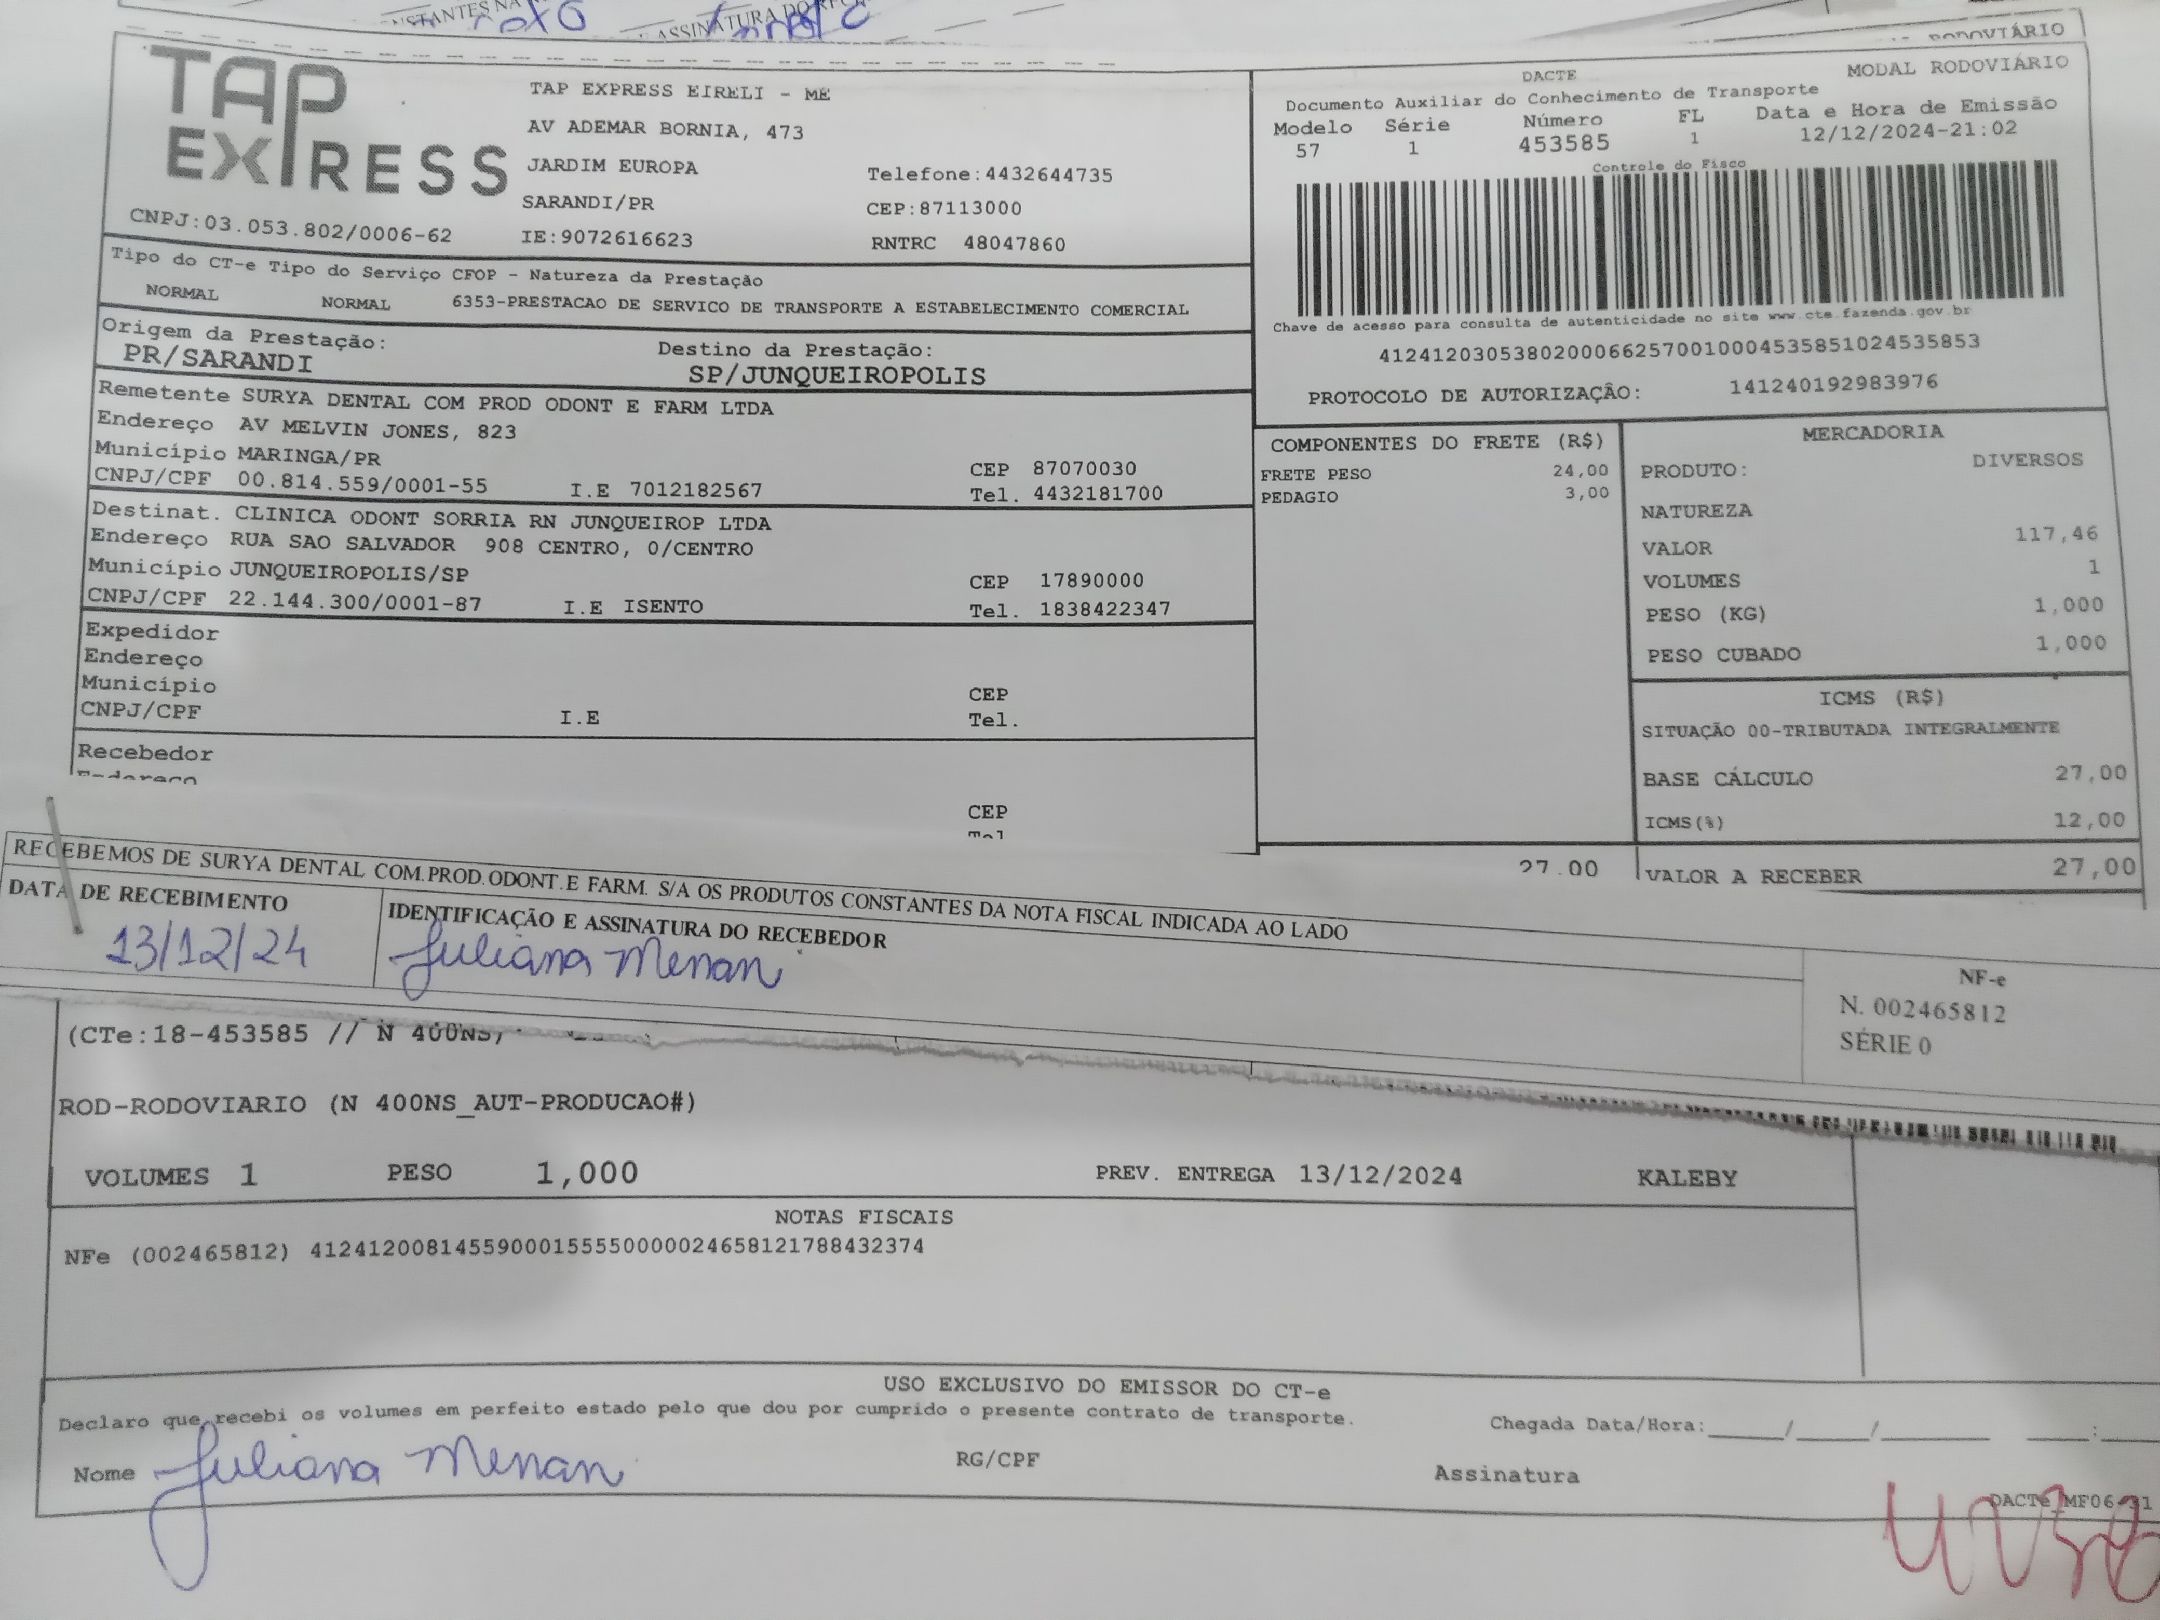 RODOVIÁRIO
TAP EXPRESS
TAP EXPRESS EIRELI - ME
AV ADEMAR BORNIA, 473
JARDIM EUROPA Telefone:4432644735
SARANDI/PR CEP:87113000
CNPJ:03.053.802/0006-62 IE:9072616623 RNTRC 48047860
DACTE MODAL RODOVIÁRIO
Documento Auxiliar do Conhecimento de Transporte
Modelo Série Número FL Data e Hora de Emissão
57 1 453585 1 12/12/2024-21:02
Controle do Fisco
Chave de acesso para consulta de autenticidade no site www.cte.fazenda.gov.br
41241203053802000662570010004535851024535853
PROTOCOLO DE AUTORIZAÇÃO: 141240192983976
Tipo do CT-e Tipo do Serviço CFOP - Natureza da Prestação
NORMAL NORMAL 6353-PRESTACAO DE SERVICO DE TRANSPORTE A ESTABELECIMENTO COMERCIAL
Origem da Prestação: Destino da Prestação:
PR/SARANDI SP/JUNQUEIROPOLIS
Remetente SURYA DENTAL COM PROD ODONT E FARM LTDA
Endereço AV MELVIN JONES, 823
Município MARINGA/PR CEP 87070030
CNPJ/CPF 00.814.559/0001-55 I.E 7012182567 Tel. 4432181700
Destinat. CLINICA ODONT SORRIA RN JUNQUEIROP LTDA
Endereço RUA SAO SALVADOR 908 CENTRO, 0/CENTRO
Município JUNQUEIROPOLIS/SP CEP 17890000
CNPJ/CPF 22.144.300/0001-87 I.E ISENTO Tel. 1838422347
Expedidor
Endereço
Município CEP
CNPJ/CPF I.E Tel.
Recebedor
Endereço
CEP
Tel
COMPONENTES DO FRETE (R$)
FRETE PESO 24,00
PEDAGIO 3,00
27,00
MERCADORIA
PRODUTO: DIVERSOS
NATUREZA
VALOR 117,46
VOLUMES 1
PESO (KG) 1,000
PESO CUBADO 1,000
ICMS (R$)
SITUAÇÃO 00-TRIBUTADA INTEGRALMENTE
BASE CÁLCULO 27,00
ICMS(%) 12,00
VALOR A RECEBER 27,00
RECEBEMOS DE SURYA DENTAL COM.PROD.ODONT.E FARM. S/A OS PRODUTOS CONSTANTES DA NOTA FISCAL INDICADA AO LADO
DATA DE RECEBIMENTO IDENTIFICAÇÃO E ASSINATURA DO RECEBEDOR
13/12/24 Juliana Menan
NF-e
N. 002465812
SÉRIE 0
(CTe:18-453585 // N 400NS)
ROD-RODOVIARIO (N 400NS_AUT-PRODUCAO#)
VOLUMES 1 PESO 1,000 PREV. ENTREGA 13/12/2024 KALEBY
NOTAS FISCAIS
NFe (002465812) 41241200814559000155550000024658121788432374
USO EXCLUSIVO DO EMISSOR DO CT-e
Declaro que recebi os volumes em perfeito estado pelo que dou por cumprido o presente contrato de transporte. Chegada Data/Hora:_____/_____/_______ ____:____
Nome Juliana Menan RG/CPF Assinatura
DACTe_MF06-31